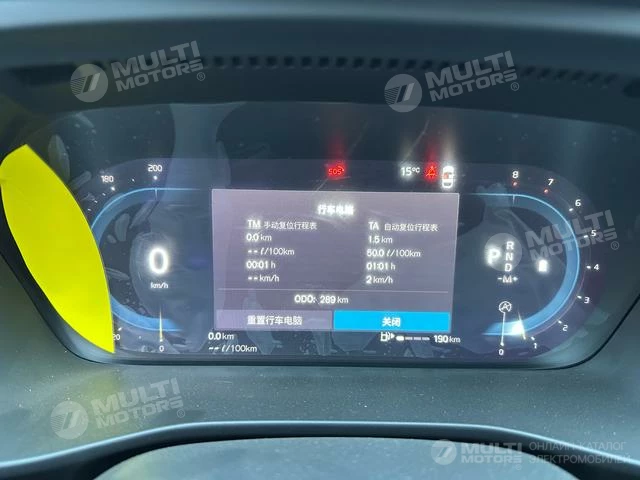 MULTI MOTORS®
MULTI MOTORS®
180 200
SOS
15°C
8
7
6
5
4
3
2
1
0
行车电脑
TM 手动复位行程表
0.0 km
--ℓ/100km
00:01 h
-- km/h
TA 自动复位行程表
1.5 km
50.0 ℓ/100km
01:01 h
2 km/h
ODO: 289 km
重置行车电脑
关闭
0
km/h
20
0
P
R
N
D
-M+
A
0.0 km
--ℓ/100km
190 km
MULTI MOTORS®
MULTI MOTORS®
MULTI MOTORS
ОНЛАЙН-КАТАЛОГ
ЭЛЕКТРОМОБИЛЕЙ